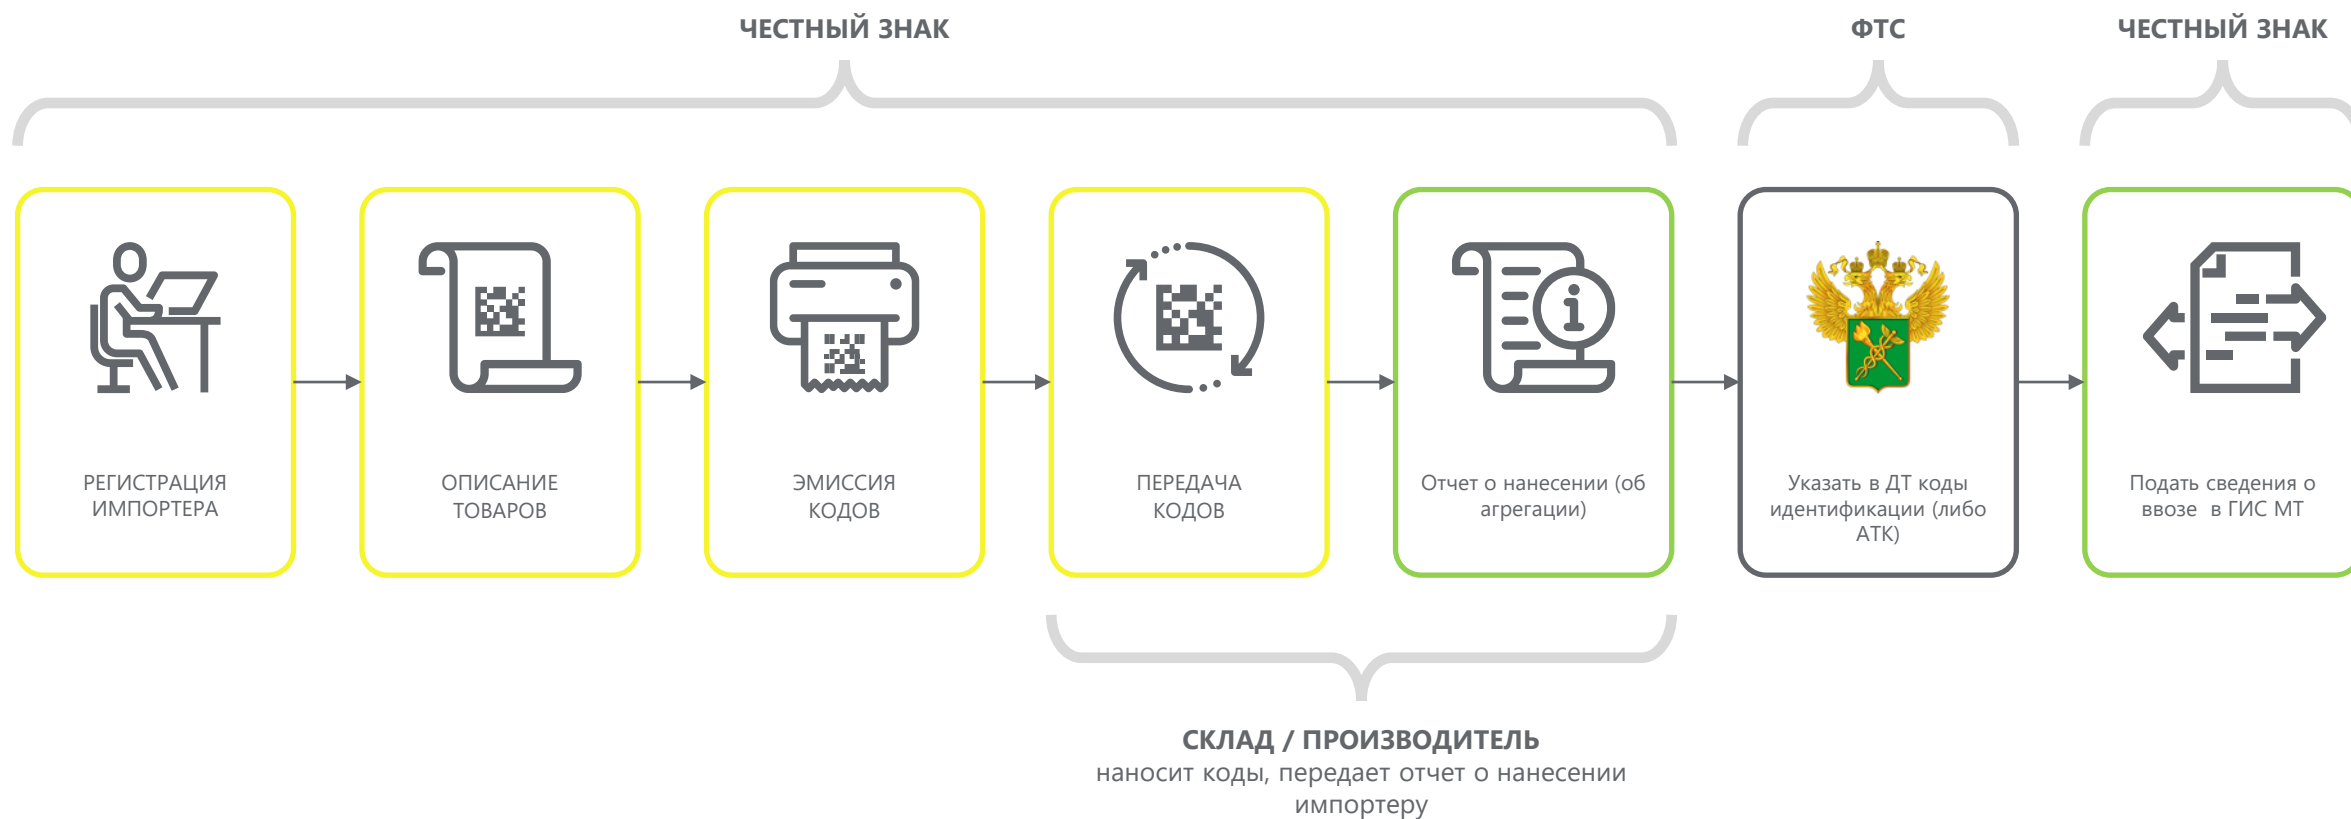 ЧЕСТНЫЙ ЗНАК
ФТС
ЧЕСТНЫЙ ЗНАК
РЕГИСТРАЦИЯ
ИМПОРТЕРА
ОПИСАНИЕ
ТОВАРОВ
ЭМИССИЯ
КОДОВ
ПЕРЕДАЧА
КОДОВ
Отчет о нанесении (об
агрегации)
Указать в ДТ коды
идентификации (либо
АТК)
Подать сведения о
ввозе в ГИС МТ
СКЛАД / ПРОИЗВОДИТЕЛЬ
наносит коды, передает отчет о нанесении
импортеру